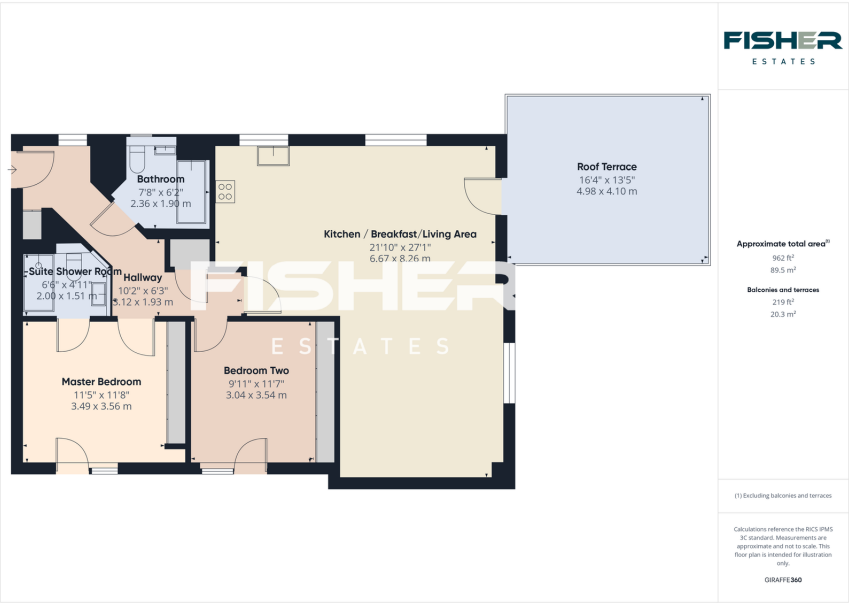 FISHER
ESTATES
Roof Terrace
16'4" x 13'5"
4.98 x 4.10 m
Bathroom
7'8" x 6'2"
2.36 x 1.90 m
Kitchen / Breakfast/Living Area
21'10" x 27'1"
6.67 x 8.26 m
Suite Shower Room
6'6" x 4'11"
2.00 x 1.51 m
Hallway
10'2" x 6'3"
3.12 x 1.93 m
FISHER
ESTATES
Master Bedroom
11'5" x 11'8"
3.49 x 3.56 m
Bedroom Two
9'11" x 11'7"
3.04 x 3.54 m
Approximate total area⁽¹⁾
962 ft²
89.5 m²
Balconies and terraces
219 ft²
20.3 m²
(1) Excluding balconies and terraces
Calculations reference the RICS IPMS
3C standard. Measurements are
approximate and not to scale. This
floor plan is intended for illustration
only.
GIRAFFE360